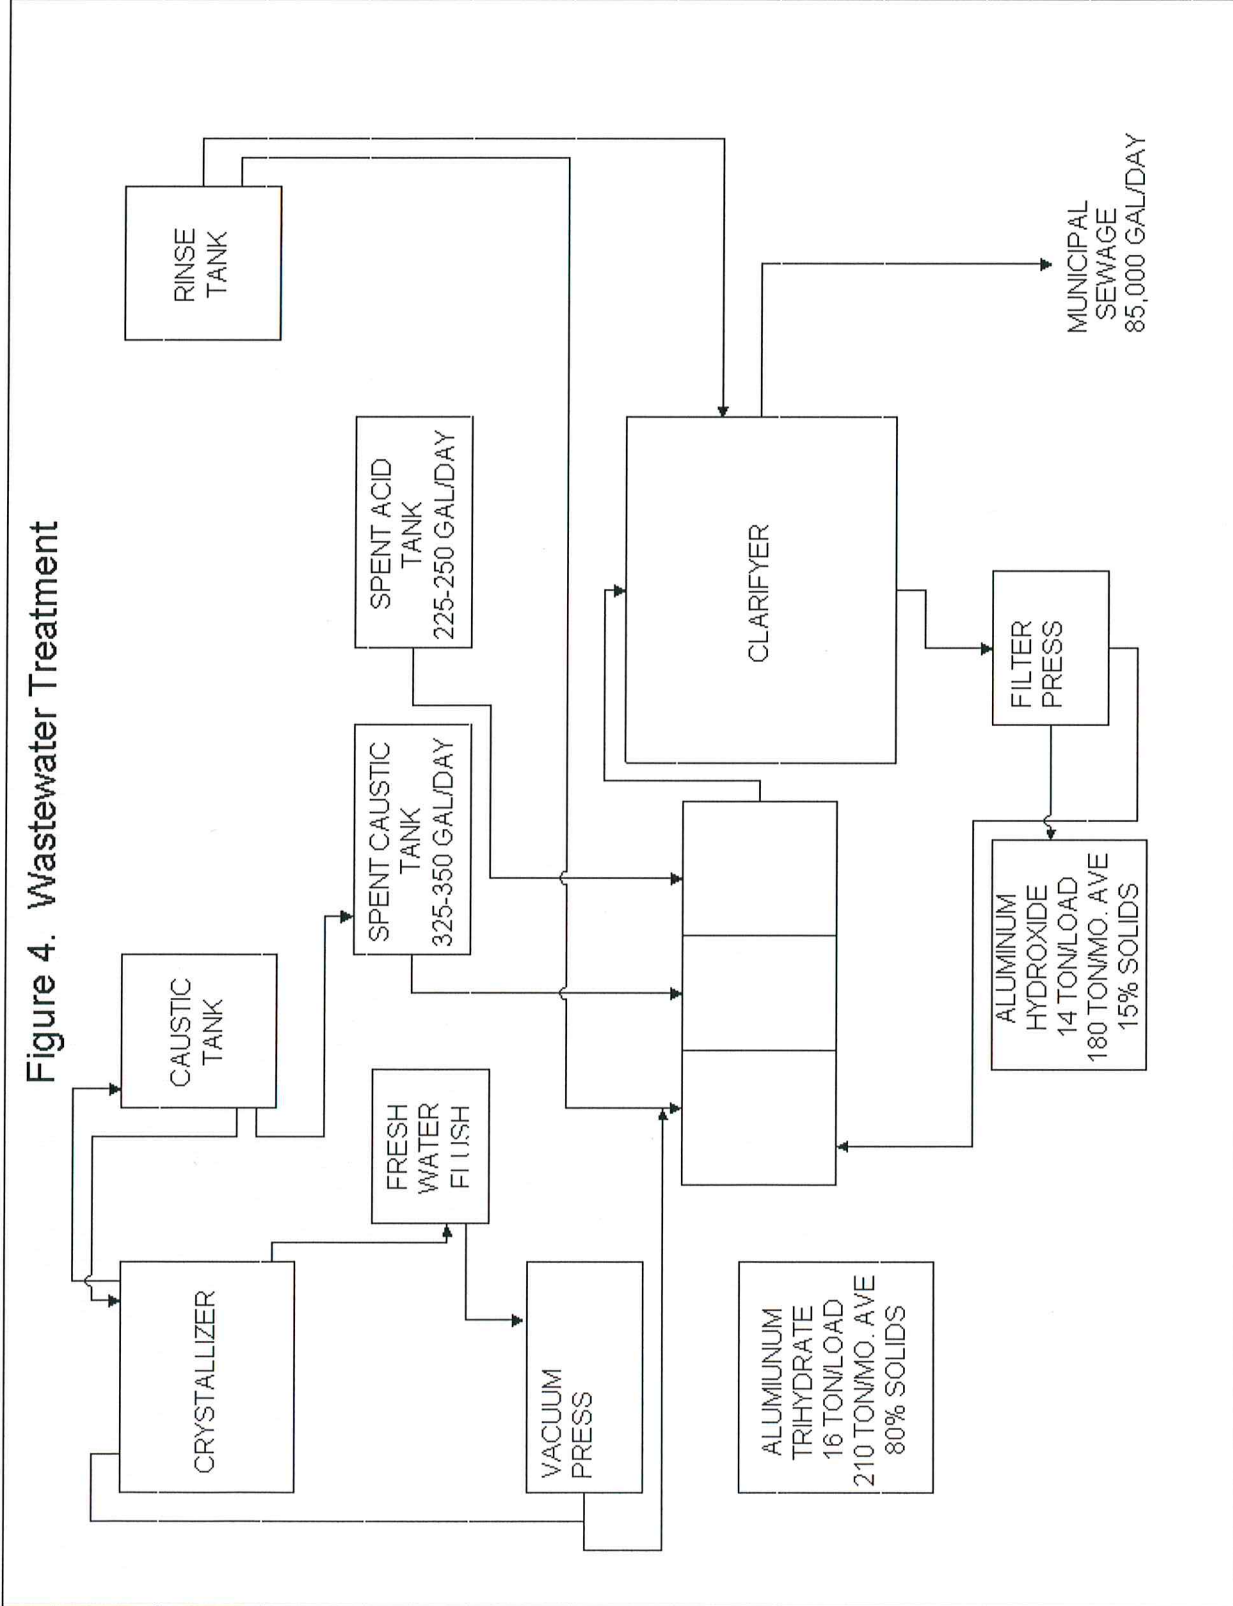 Figure 4. Wastewater Treatment
CRYSTALLIZER
CAUSTIC
TANK
RINSE
TANK
FRESH
WATER
FLUSH
SPENT CAUSTIC
TANK
325-350 GAL/DAY
SPENT ACID
TANK
225-250 GAL/DAY
VACUUM
PRESS
CLARIFYER
ALUMIUNUM
TRIHYDRATE
16 TON/LOAD
210 TON/MO. AVE
80% SOLIDS
ALUMINUM
HYDROXIDE
14 TON/LOAD
180 TON/MO. AVE
15% SOLIDS
FILTER
PRESS
MUNICIPAL
SEWAGE
85,000 GAL/DAY